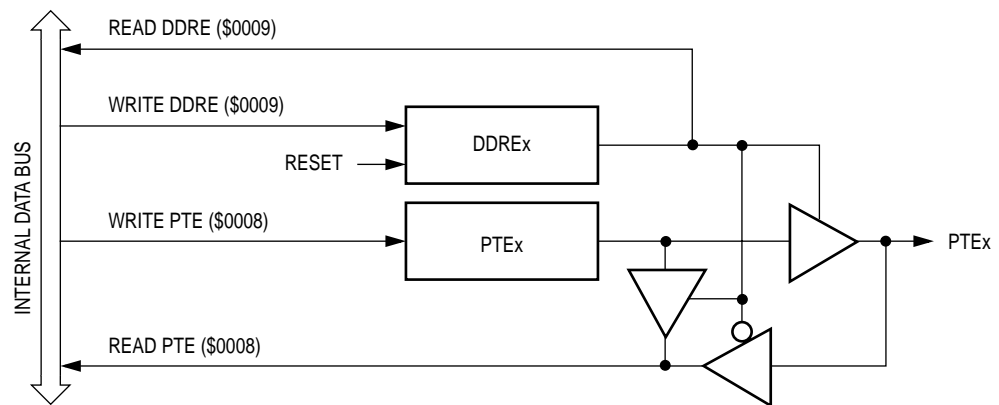 READ DDRE ($0009)
WRITE DDRE ($0009)
DDREx
RESET
WRITE PTE ($0008)
PTEx
PTEx
READ PTE ($0008)
INTERNAL DATA BUS